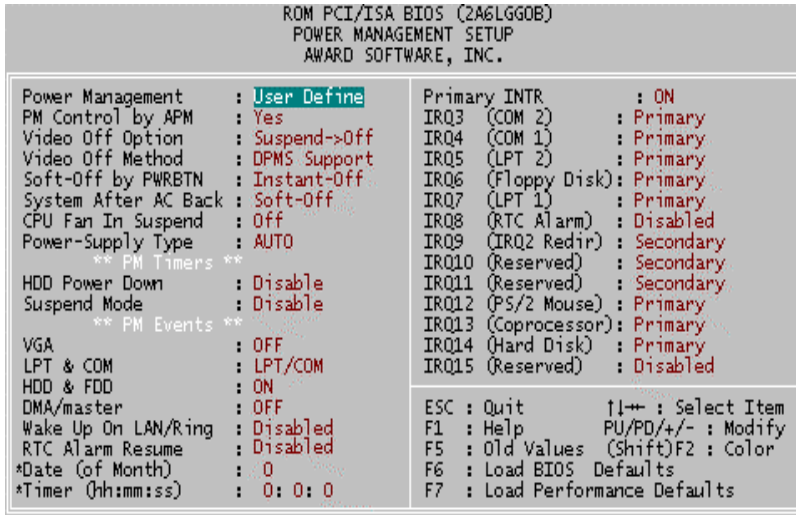 ROM PCI/ISA BIOS (2A6LGG0B)
POWER MANAGEMENT SETUP
AWARD SOFTWARE, INC.
Power Management : User Define
PM Control by APM : Yes
Video Off Option : Suspend->Off
Video Off Method : DPMS Support
Soft-Off by PWRBTN : Instant-Off
System After AC Back : Soft-Off
CPU Fan In Suspend : Off
Power-Supply Type : AUTO
** PM Timers **
HDD Power Down : Disable
Suspend Mode : Disable
** PM Events **
VGA : OFF
LPT & COM : LPT/COM
HDD & FDD : ON
DMA/master : OFF
Wake Up On LAN/Ring : Disabled
RTC Alarm Resume : Disabled
*Date (of Month) : 0
*Timer (hh:mm:ss) : 0: 0: 0
Primary INTR : ON
IRQ3 (COM 2) : Primary
IRQ4 (COM 1) : Primary
IRQ5 (LPT 2) : Primary
IRQ6 (Floppy Disk): Primary
IRQ7 (LPT 1) : Primary
IRQ8 (RTC Alarm) : Disabled
IRQ9 (IRQ2 Redir) : Secondary
IRQ10 (Reserved) : Secondary
IRQ11 (Reserved) : Secondary
IRQ12 (PS/2 Mouse) : Primary
IRQ13 (Coprocessor): Primary
IRQ14 (Hard Disk) : Primary
IRQ15 (Reserved) : Disabled
ESC : Quit ↑↓→← : Select Item
F1 : Help PU/PD/+/- : Modify
F5 : Old Values (Shift)F2 : Color
F6 : Load BIOS Defaults
F7 : Load Performance Defaults